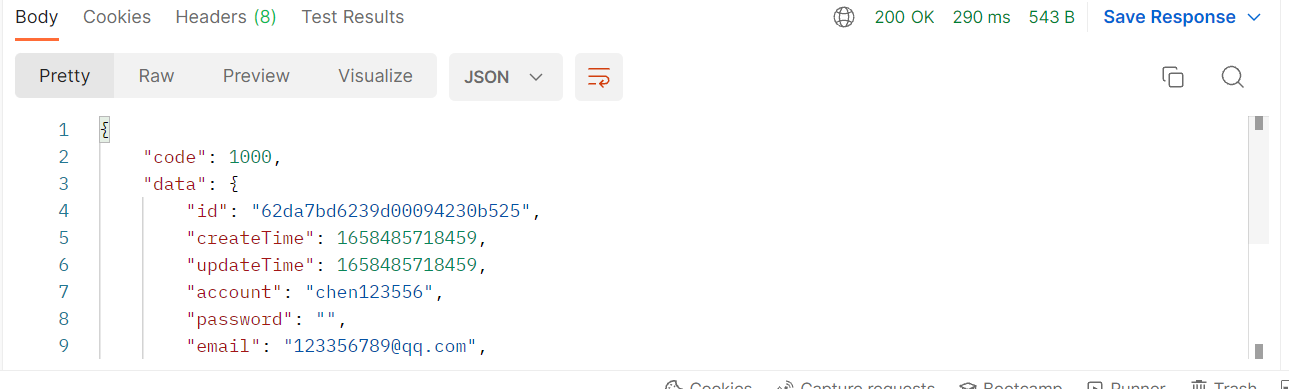 Body Cookies Headers (8) Test Results 200 OK 290 ms 543 B Save Response
Pretty Raw Preview Visualize JSON
1 {
2 "code": 1000,
3 "data": {
4 "id": "62da7bd6239d00094230b525",
5 "createTime": 1658485718459,
6 "updateTime": 1658485718459,
7 "account": "chen123556",
8 "password": "",
9 "email": "123356789@qq.com",
Cookies Capture requests Bootcamp Runner Trash